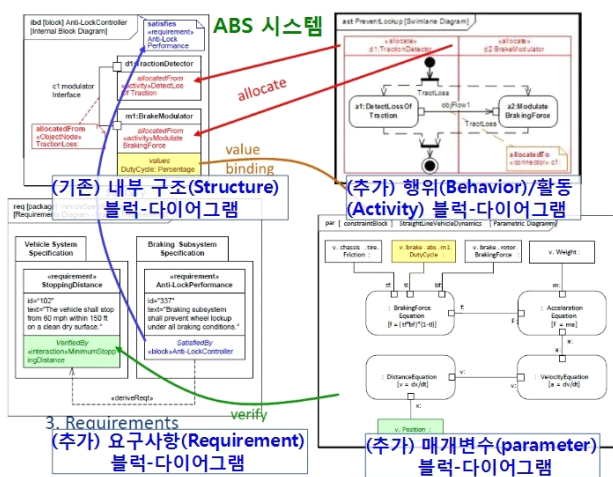 ABS 시스템
ibd [block] Anti-LockController
[Internal Block Diagram]
satisfies
«requirement»
Anti-Lock
Performance
d1:TractionDetector
allocatedFrom
«activity»DetectLos
Of Traction
c1:modulator
Interface
m1:BrakeModulator
allocatedFrom
«activity»Modulate
BrakingForce
allocatedFrom
«ObjectNode»
TractionLoss:
values
DutyCycle: Percentage
allocate
value
binding
(기존) 내부 구조(Structure)
블럭-다이어그램
act PreventLockup [Swimlane Diagram]
«allocate»
d1:TractionDetector
«allocate»
d2:BrakeModulator
TractLoss
a1:DetectLossOf
Traction
objFlow1
a2:Modulate
BrakingForce
TractLoss
allocatedTo
«connector» c1:
(추가) 행위(Behavior)/활동
(Activity) 블럭-다이어그램
req [package]
[Requirements Diagram
Vehicle System
Specification
Braking Subsystem
Specification
«requirement»
StoppingDistance
id="102"
text="The vehicle shall stop
from 60 mph within 150 ft
on a clean dry surface."
VerifiedBy
«interaction»MinimumStopp
ingDistance
«requirement»
Anti-LockPerformance
id="337"
text="Braking subsystem
shall prevent wheel lockup
under all braking conditions."
SatisfiedBy
«block»Anti-LockController
«deriveReqt»
verify
3. Requirements
(추가) 요구사항(Requirement)
블럭-다이어그램
par [constraintBlock] StraightLineVehicleDynamics [Parametric Diagramm]
v. chassis .tire.
Friction :
v. brake . abs . m1.
DutyCycle :
v. brake . rotor .
BrakingForce :
v. Weight :
tf:
tl:
bf:
m:
: BrakingForce
Equation
[F = (tf*bf)*(1-tl)]
f:
F:
: Acceleration
Equation
[F = ma]
a:
a:
: DistanceEquation
[v = dx/dt]
v:
v:
: VelocityEquation
[a = dv/dt]
x:
v. Position :
(추가) 매개변수(parameter)
블럭-다이어그램